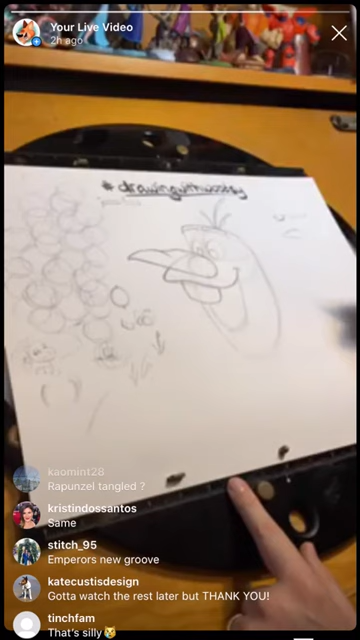 Your Live Video
2h ago
#drawingwithwoody
kaomint28
Rapunzel tangled ?
kristindossantos
Same
stitch_95
Emperors new groove
katecustisdesign
Gotta watch the rest later but THANK YOU!
tinchfam
That's silly😹